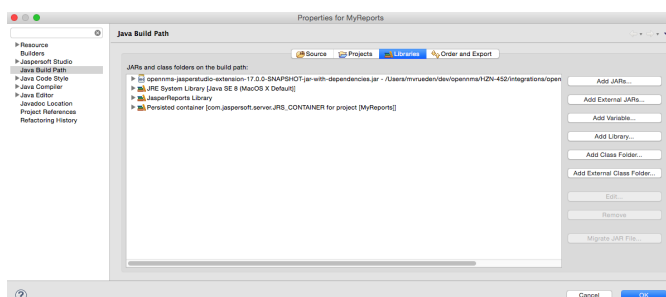 Properties for MyReports
Java Build Path
Resource
Builders
Jaspersoft Studio
Java Build Path
Java Code Style
Java Compiler
Java Editor
Javadoc Location
Project References
Refactoring History
Source Projects Libraries Order and Export
JARs and class folders on the build path:
opennms-jasperstudio-extension-17.0.0-SNAPSHOT-jar-with-dependencies.jar - /Users/mvrueden/dev/opennms/HZN-452/integrations/open
JRE System Library [Java SE 8 (MacOS X Default)]
JasperReports Library
Persisted container [com.jaspersoft.server.JRS_CONTAINER for project [MyReports]]
Add JARs...
Add External JARs...
Add Variable...
Add Library...
Add Class Folder...
Add External Class Folder...
Edit...
Remove
Migrate JAR File...
?
Cancel OK